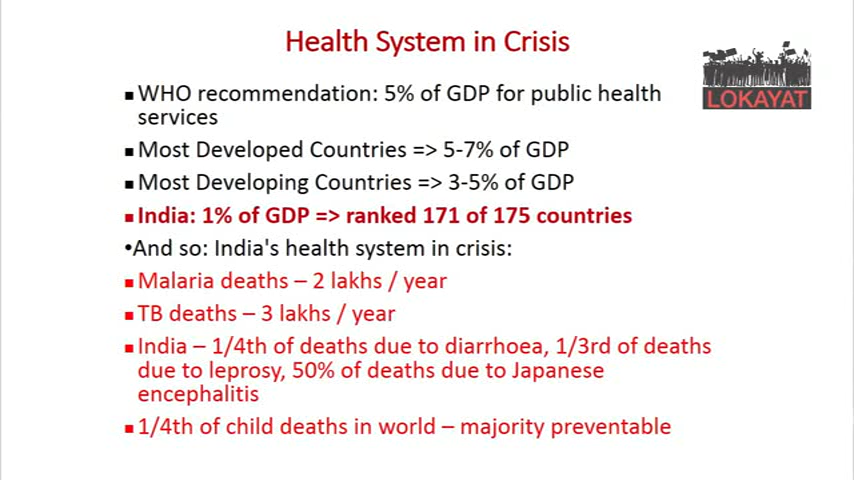 Health System in Crisis
LOKAYAT
▪WHO recommendation: 5% of GDP for public health
services
▪Most Developed Countries => 5-7% of GDP
▪Most Developing Countries => 3-5% of GDP
▪India: 1% of GDP => ranked 171 of 175 countries
•And so: India's health system in crisis:
▪Malaria deaths – 2 lakhs / year
▪TB deaths – 3 lakhs / year
▪India – 1/4th of deaths due to diarrhoea, 1/3rd of deaths
due to leprosy, 50% of deaths due to Japanese
encephalitis
▪1/4th of child deaths in world – majority preventable